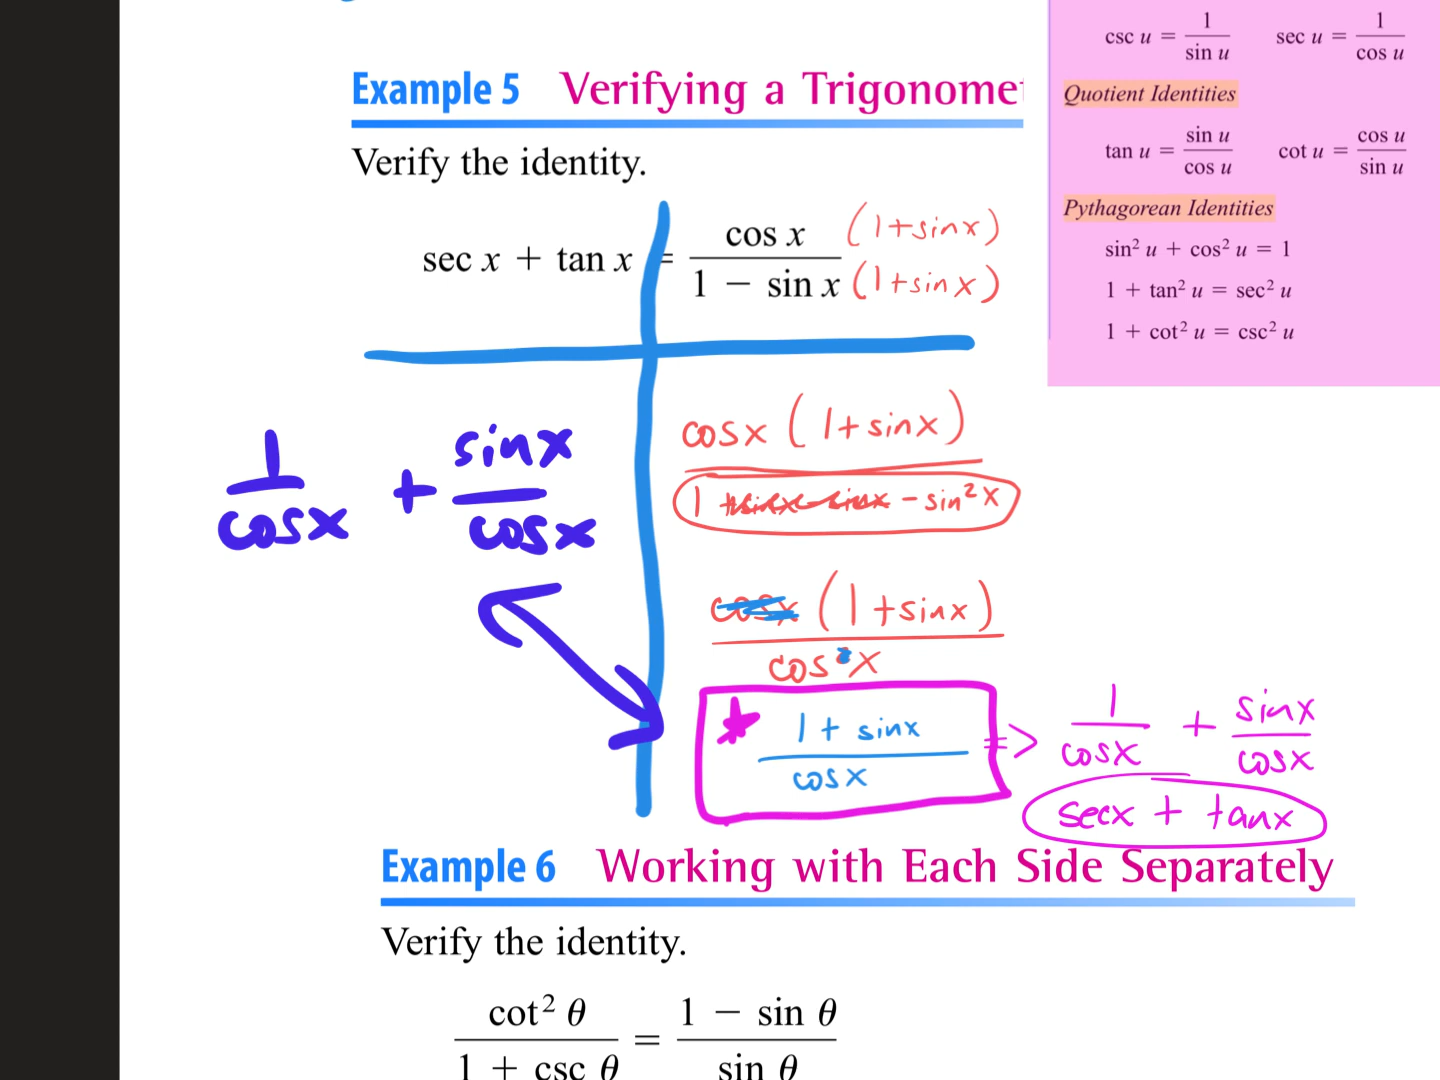 csc u = 1/sin u    sec u = 1/cos u
Quotient Identities
tan u = sin u/cos u    cot u = cos u/sin u
Pythagorean Identities
sin² u + cos² u = 1
1 + tan² u = sec² u
1 + cot² u = csc² u
Example 5 Verifying a Trigonome
Verify the identity.
sec x + tan x = cos x (1+sinx) / 1 − sin x (1+sinx)
1/cosx + sinx/cosx
cosx (1+sinx) / 1 +sinx-sinx - sin²x
cosx (1+sinx) / cos²x
1 + sinx / cosx => 1/cosx + sinx/cosx
secx + tanx
Example 6 Working with Each Side Separately
Verify the identity.
cot² θ / 1 + csc θ = 1 − sin θ / sin θ